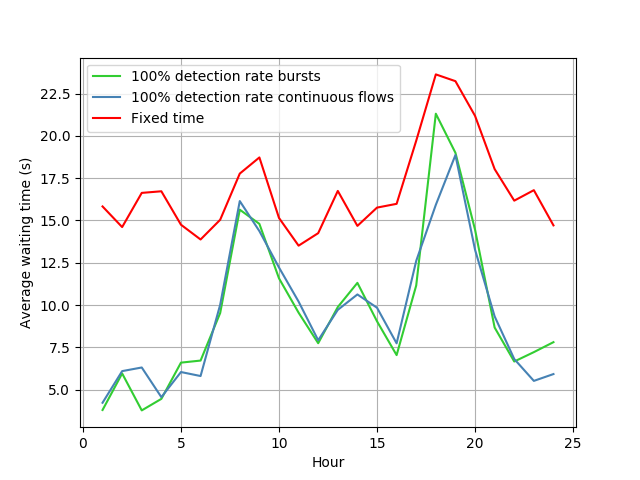 100% detection rate bursts
100% detection rate continuous flows
Fixed time
22.5
20.0
17.5
15.0
12.5
10.0
7.5
5.0
Average waiting time (s)
0 5 10 15 20 25
Hour